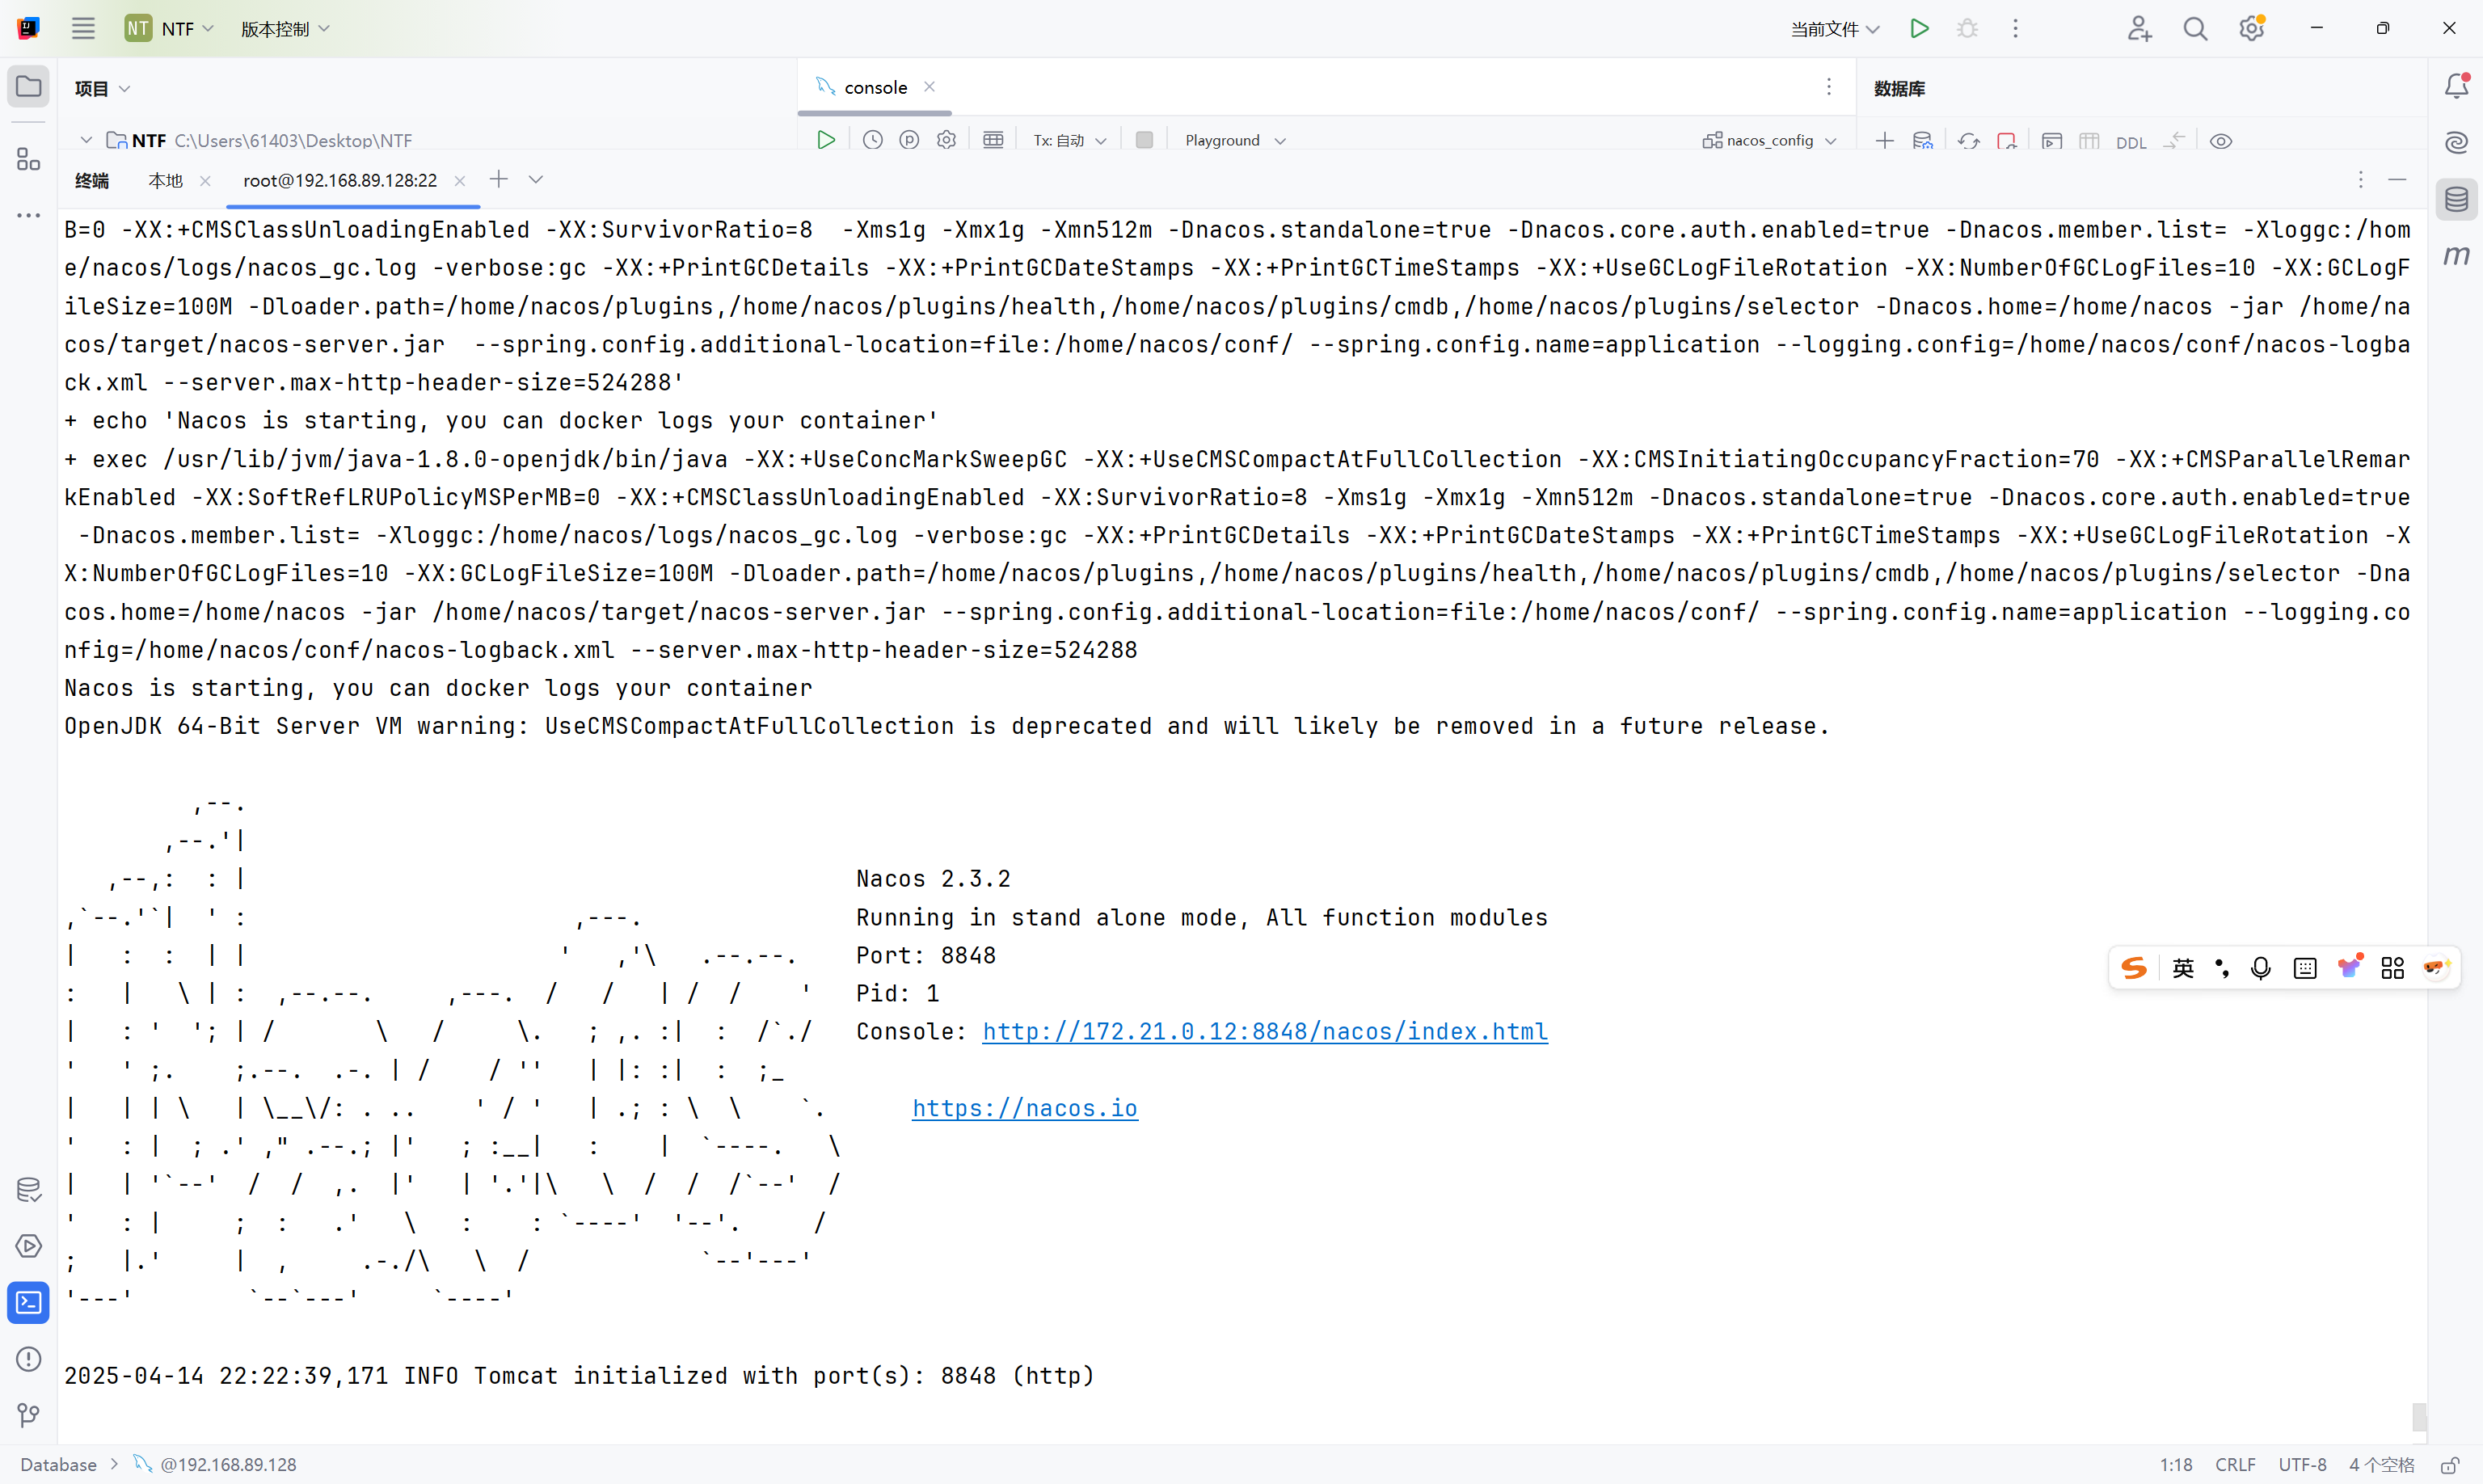 NT NTF 版本控制 当前文件
项目 console 数据库
NTF C:\Users\61403\Desktop\NTF Tx: 自动 Playground nacos_config DDL
终端 本地 root@192.168.89.128:22
B=0 -XX:+CMSClassUnloadingEnabled -XX:SurvivorRatio=8  -Xms1g -Xmx1g -Xmn512m -Dnacos.standalone=true -Dnacos.core.auth.enabled=true -Dnacos.member.list= -Xloggc:/hom
e/nacos/logs/nacos_gc.log -verbose:gc -XX:+PrintGCDetails -XX:+PrintGCDateStamps -XX:+PrintGCTimeStamps -XX:+UseGCLogFileRotation -XX:NumberOfGCLogFiles=10 -XX:GCLogF
ileSize=100M -Dloader.path=/home/nacos/plugins,/home/nacos/plugins/health,/home/nacos/plugins/cmdb,/home/nacos/plugins/selector -Dnacos.home=/home/nacos -jar /home/na
cos/target/nacos-server.jar  --spring.config.additional-location=file:/home/nacos/conf/ --spring.config.name=application --logging.config=/home/nacos/conf/nacos-logba
ck.xml --server.max-http-header-size=524288'
+ echo 'Nacos is starting, you can docker logs your container'
+ exec /usr/lib/jvm/java-1.8.0-openjdk/bin/java -XX:+UseConcMarkSweepGC -XX:+UseCMSCompactAtFullCollection -XX:CMSInitiatingOccupancyFraction=70 -XX:+CMSParallelRemar
kEnabled -XX:SoftRefLRUPolicyMSPerMB=0 -XX:+CMSClassUnloadingEnabled -XX:SurvivorRatio=8 -Xms1g -Xmx1g -Xmn512m -Dnacos.standalone=true -Dnacos.core.auth.enabled=true
 -Dnacos.member.list= -Xloggc:/home/nacos/logs/nacos_gc.log -verbose:gc -XX:+PrintGCDetails -XX:+PrintGCDateStamps -XX:+PrintGCTimeStamps -XX:+UseGCLogFileRotation -X
X:NumberOfGCLogFiles=10 -XX:GCLogFileSize=100M -Dloader.path=/home/nacos/plugins,/home/nacos/plugins/health,/home/nacos/plugins/cmdb,/home/nacos/plugins/selector -Dna
cos.home=/home/nacos -jar /home/nacos/target/nacos-server.jar --spring.config.additional-location=file:/home/nacos/conf/ --spring.config.name=application --logging.co
nfig=/home/nacos/conf/nacos-logback.xml --server.max-http-header-size=524288
Nacos is starting, you can docker logs your container
OpenJDK 64-Bit Server VM warning: UseCMSCompactAtFullCollection is deprecated and will likely be removed in a future release.
Nacos 2.3.2
Running in stand alone mode, All function modules
Port: 8848
Pid: 1
Console: http://172.21.0.12:8848/nacos/index.html
https://nacos.io
英
2025-04-14 22:22:39,171 INFO Tomcat initialized with port(s): 8848 (http)
Database @192.168.89.128 1:18 CRLF UTF-8 4 个空格